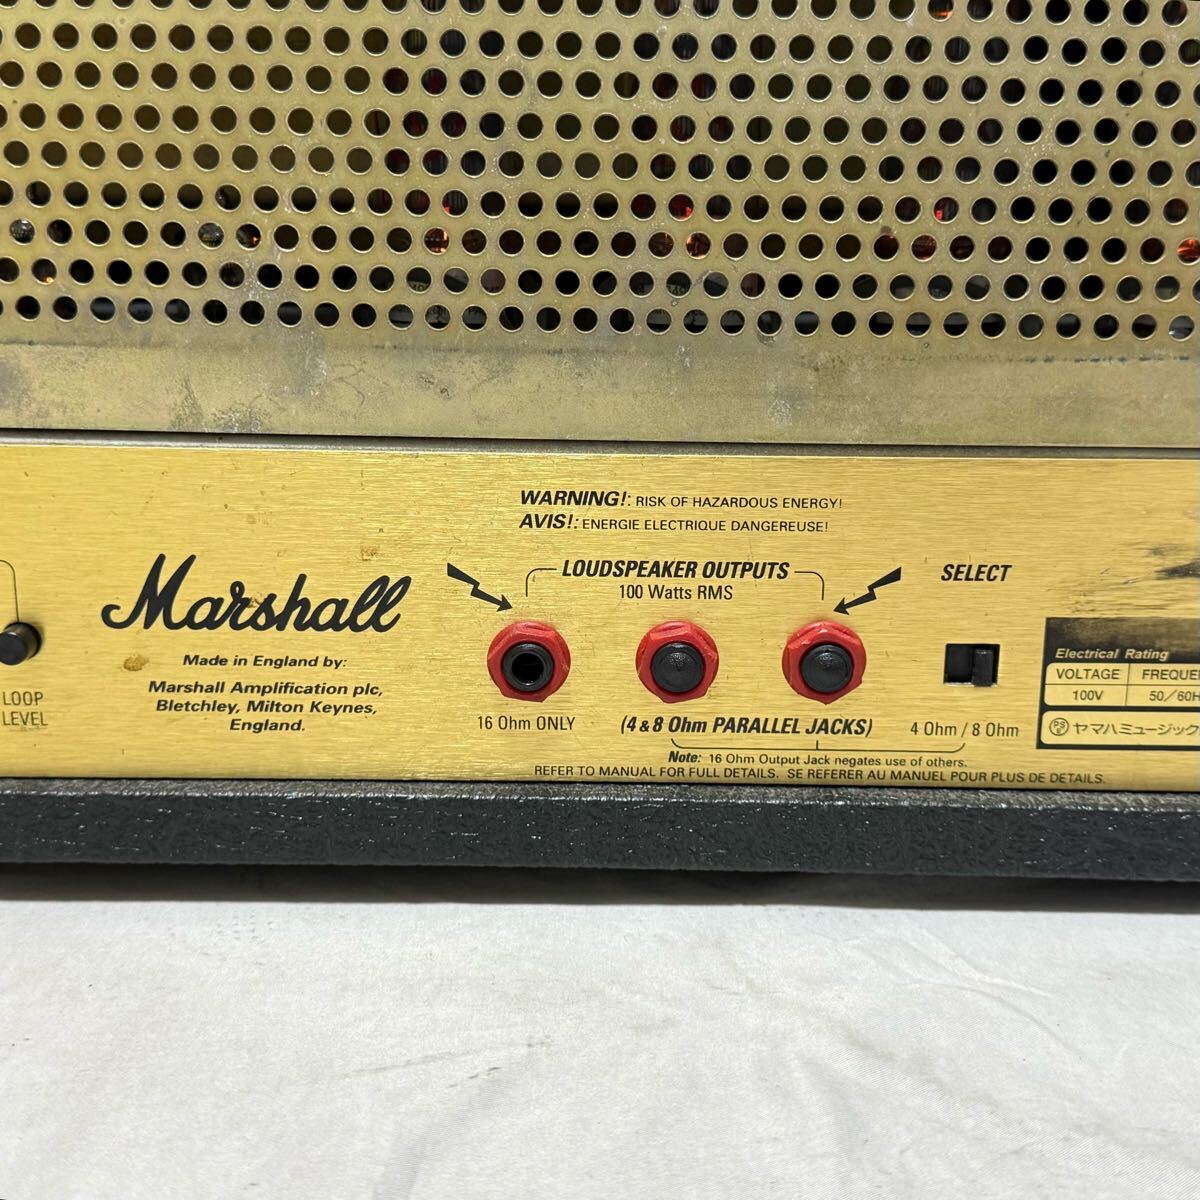 WARNING!: RISK OF HAZARDOUS ENERGY!
AVIS!: ENERGIE ELECTRIQUE DANGEREUSE!
LOUDSPEAKER OUTPUTS
100 Watts RMS
SELECT
Marshall
Made in England by:
Marshall Amplification plc,
Bletchley, Milton Keynes,
England.
LOOP
LEVEL
16 Ohm ONLY
(4 & 8 Ohm PARALLEL JACKS)
4 Ohm / 8 Ohm
Note: 16 Ohm Output Jack negates use of others.
REFER TO MANUAL FOR FULL DETAILS. SE REFERER AU MANUEL POUR PLUS DE DETAILS.
Electrical Rating
VOLTAGE FREQUE
100V 50/60H
PS E ヤマハミュージック